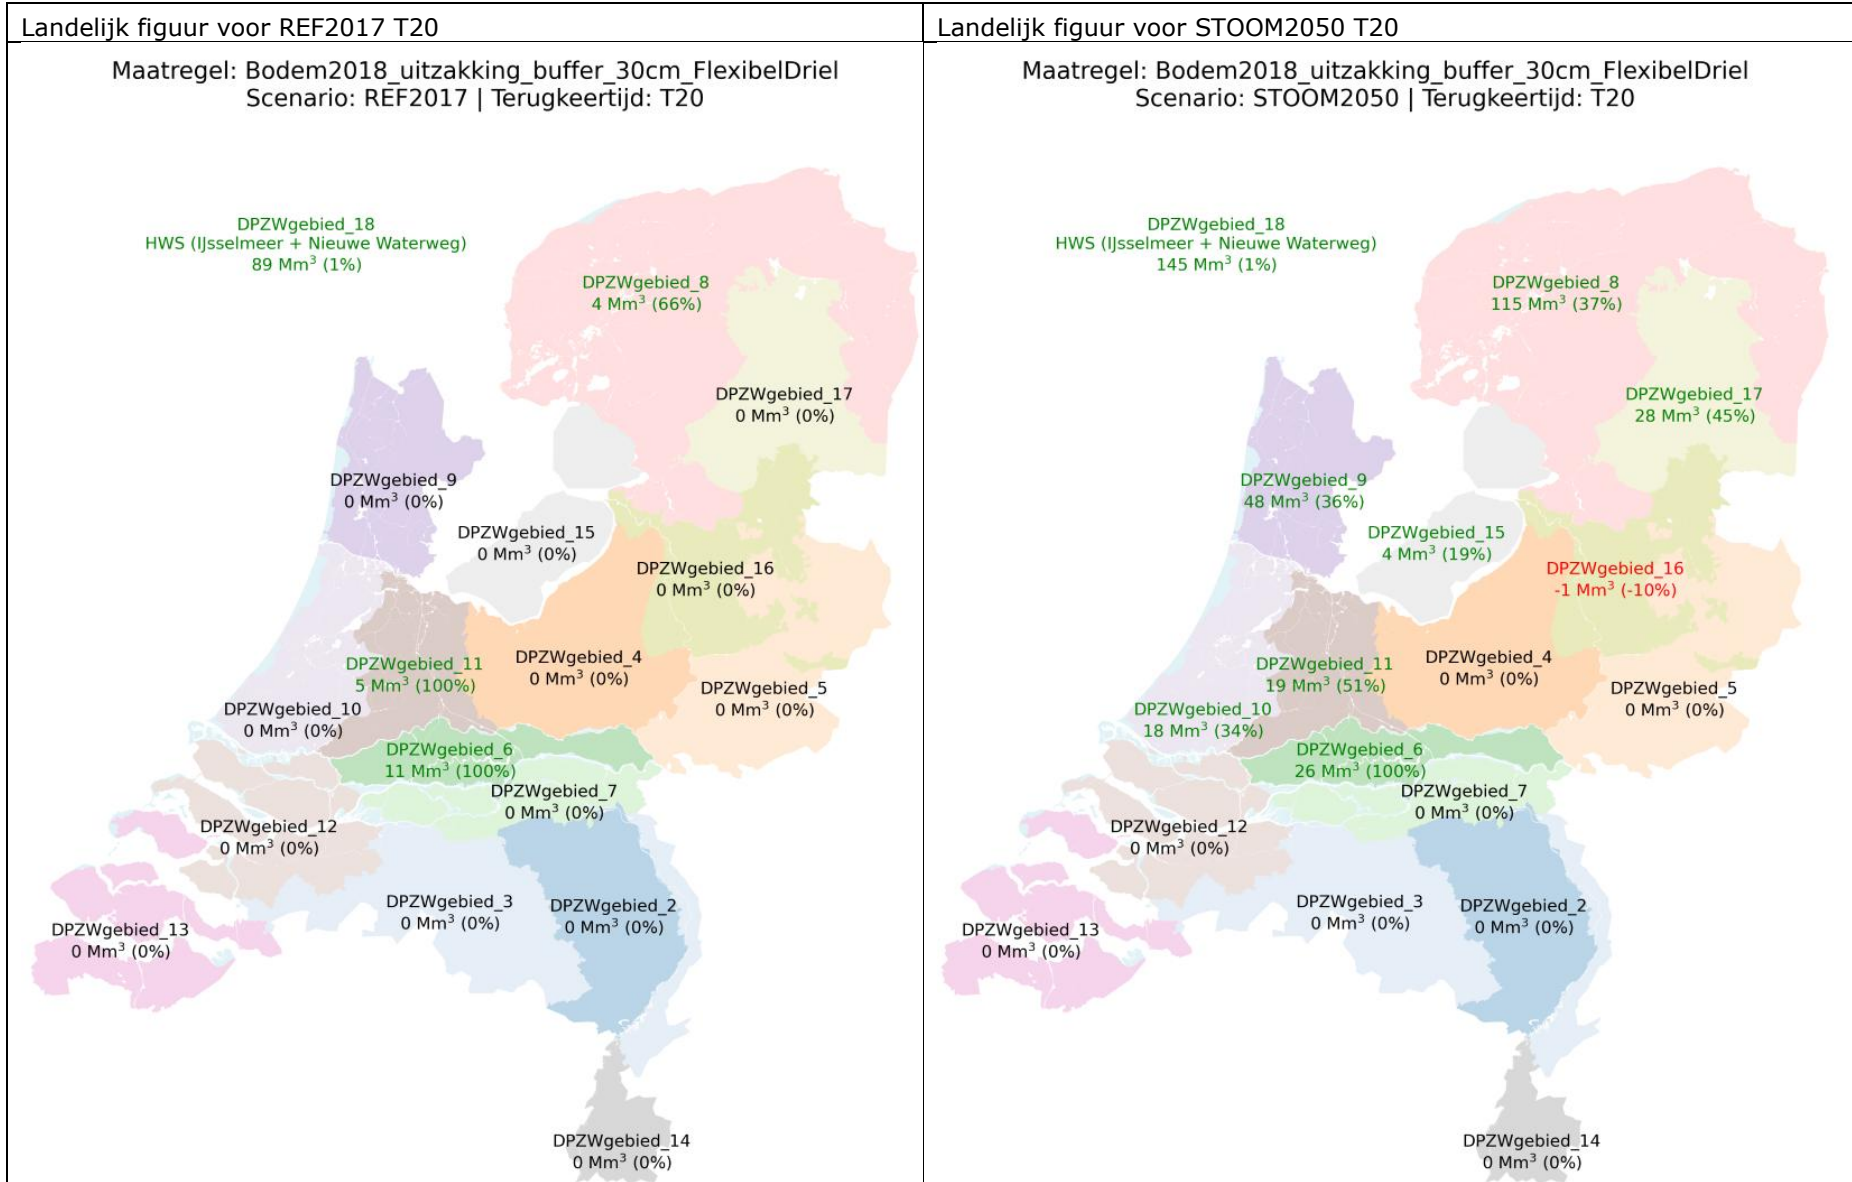 Landelijk figuur voor REF2017 T20
Maatregel: Bodem2018_uitzakking_buffer_30cm_FlexibelDriel
Scenario: REF2017 | Terugkeertijd: T20
DPZWgebied_18
HWS (IJsselmeer + Nieuwe Waterweg)
89 Mm³ (1%)
DPZWgebied_8
4 Mm³ (66%)
DPZWgebied_17
0 Mm³ (0%)
DPZWgebied_9
0 Mm³ (0%)
DPZWgebied_15
0 Mm³ (0%)
DPZWgebied_16
0 Mm³ (0%)
DPZWgebied_11
5 Mm³ (100%)
DPZWgebied_4
0 Mm³ (0%)
DPZWgebied_5
0 Mm³ (0%)
DPZWgebied_10
0 Mm³ (0%)
DPZWgebied_6
11 Mm³ (100%)
DPZWgebied_7
0 Mm³ (0%)
DPZWgebied_12
0 Mm³ (0%)
DPZWgebied_3
0 Mm³ (0%)
DPZWgebied_2
0 Mm³ (0%)
DPZWgebied_13
0 Mm³ (0%)
DPZWgebied_14
0 Mm³ (0%)
Landelijk figuur voor STOOM2050 T20
Maatregel: Bodem2018_uitzakking_buffer_30cm_FlexibelDriel
Scenario: STOOM2050 | Terugkeertijd: T20
DPZWgebied_18
HWS (IJsselmeer + Nieuwe Waterweg)
145 Mm³ (1%)
DPZWgebied_8
115 Mm³ (37%)
DPZWgebied_17
28 Mm³ (45%)
DPZWgebied_9
48 Mm³ (36%)
DPZWgebied_15
4 Mm³ (19%)
DPZWgebied_16
-1 Mm³ (-10%)
DPZWgebied_11
19 Mm³ (51%)
DPZWgebied_4
0 Mm³ (0%)
DPZWgebied_5
0 Mm³ (0%)
DPZWgebied_10
18 Mm³ (34%)
DPZWgebied_6
26 Mm³ (100%)
DPZWgebied_7
0 Mm³ (0%)
DPZWgebied_12
0 Mm³ (0%)
DPZWgebied_3
0 Mm³ (0%)
DPZWgebied_2
0 Mm³ (0%)
DPZWgebied_13
0 Mm³ (0%)
DPZWgebied_14
0 Mm³ (0%)